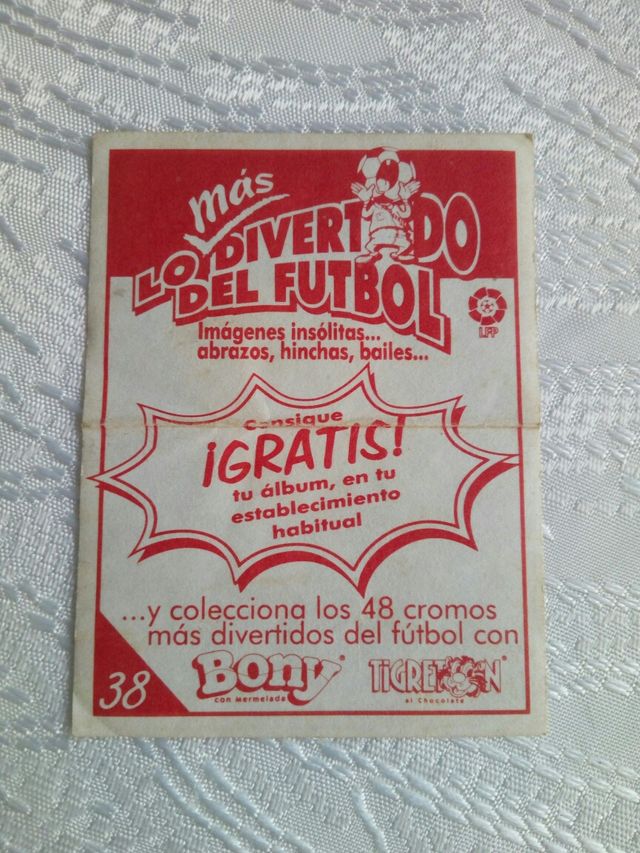 LO más DIVERTIDO
DEL FUTBOL
LFP
Imágenes insólitas...
abrazos, hinchas, bailes...
Consigue
¡GRATIS!
tu álbum, en tu
establecimiento
habitual
...y colecciona los 48 cromos
más divertidos del fútbol con
38
BONY®
con Mermelada
TIGRETON®
al Chocolate